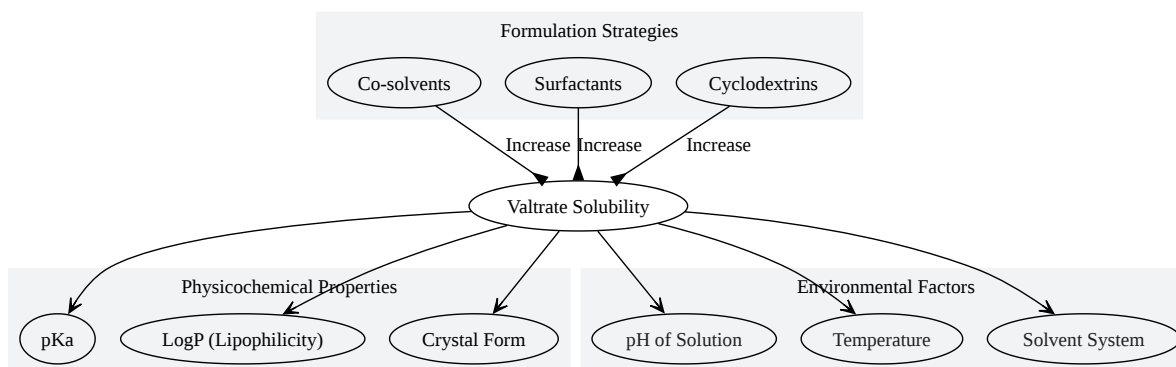 Formulation Strategies
Co-solvents
Surfactants
Cyclodextrins
Increase
Increase
Increase
Valtrate Solubility
Physicochemical Properties
Environmental Factors
pKa
LogP (Lipophilicity)
Crystal Form
pH of Solution
Temperature
Solvent System